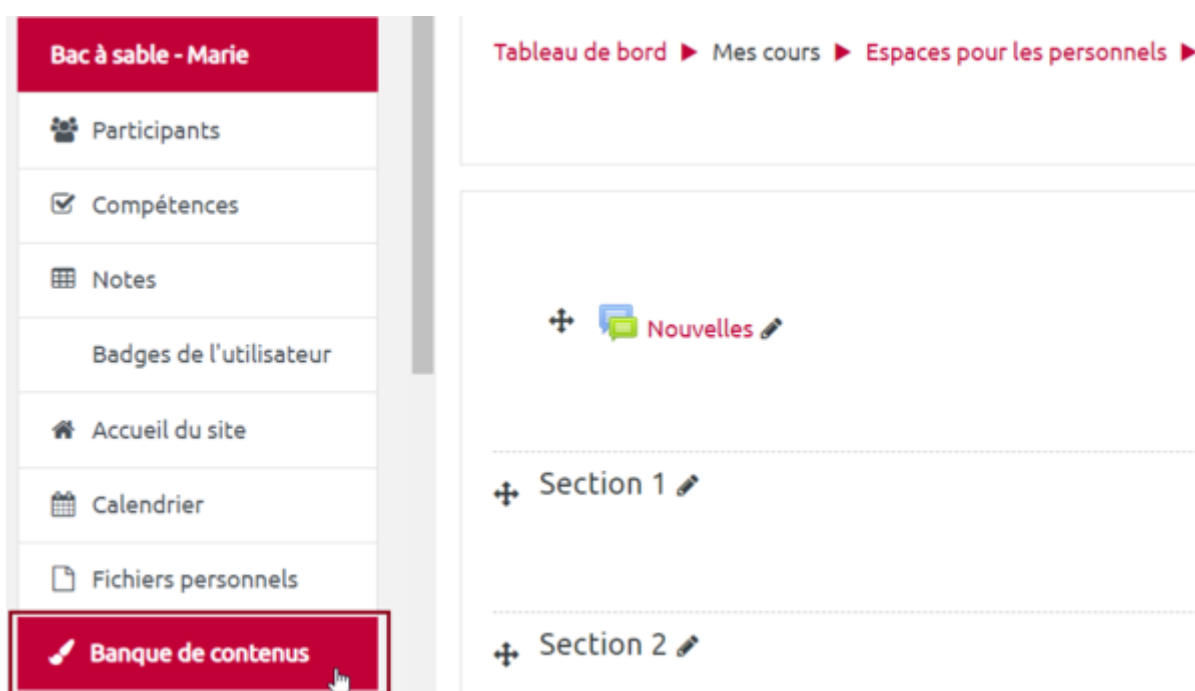 Bac à sable - Marie
Participants
Compétences
Notes
Badges de l'utilisateur
Accueil du site
Calendrier
Fichiers personnels
Banque de contenus
Tableau de bord ▶ Mes cours ▶ Espaces pour les personnels ▶
Nouvelles
Section 1
Section 2